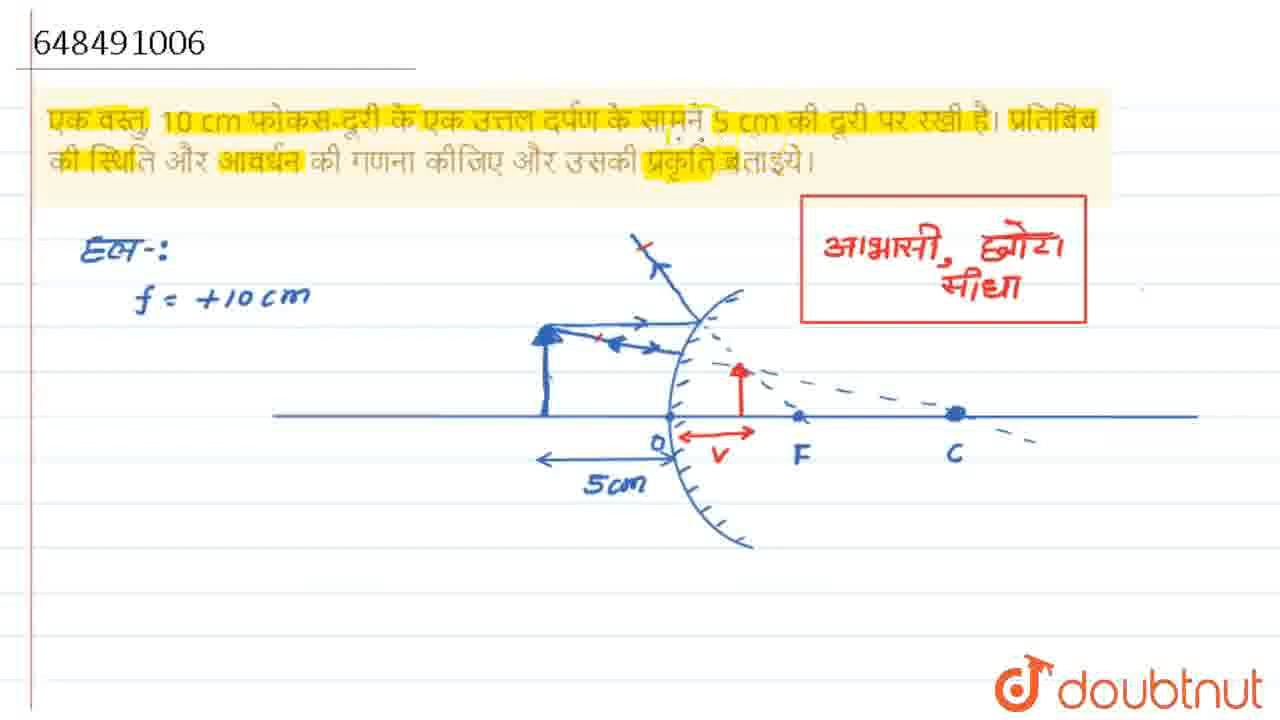 648491006
एक वस्तु, 10 cm फोकस-दूरी के एक उत्तल दर्पण के सामने 5 cm की दूरी पर रखी है। प्रतिबिंब
की स्थिति और आवर्धन की गणना कीजिए और उसकी प्रकृति बताइये।
हल -:
f = +10 cm
आभासी, छोटा
सीधा
O
V
F
C
5cm
doubtnut